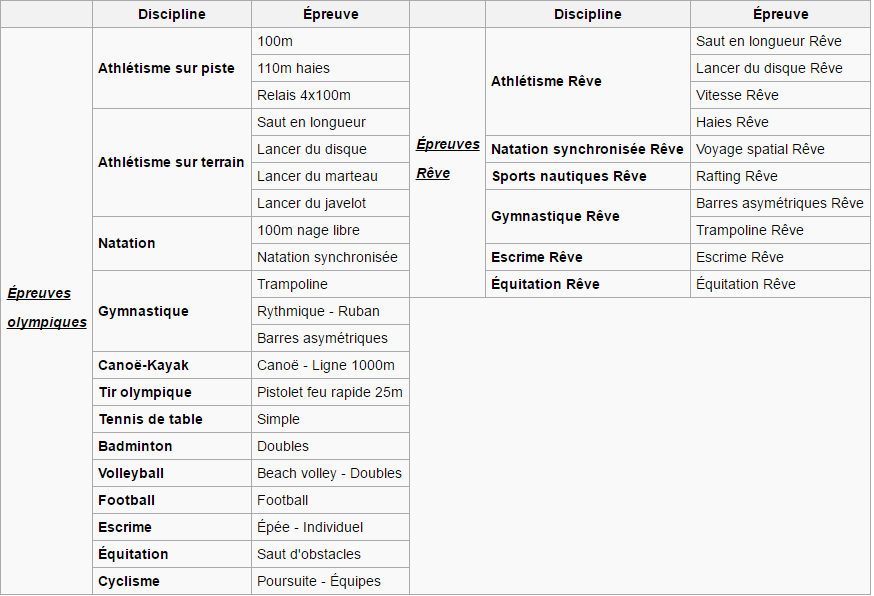 Discipline Épreuve Discipline Épreuve
Épreuves
olympiques
Athlétisme sur piste
100m
110m haies
Relais 4x100m
Athlétisme sur terrain
Saut en longueur
Lancer du disque
Lancer du marteau
Lancer du javelot
Natation
100m nage libre
Natation synchronisée
Gymnastique
Trampoline
Rythmique - Ruban
Barres asymétriques
Canoë-Kayak
Canoë - Ligne 1000m
Tir olympique
Pistolet feu rapide 25m
Tennis de table
Simple
Badminton
Doubles
Volleyball
Beach volley - Doubles
Football
Football
Escrime
Épée - Individuel
Équitation
Saut d'obstacles
Cyclisme
Poursuite - Équipes
Épreuves
Rêve
Athlétisme Rêve
Saut en longueur Rêve
Lancer du disque Rêve
Vitesse Rêve
Haies Rêve
Natation synchronisée Rêve
Voyage spatial Rêve
Sports nautiques Rêve
Rafting Rêve
Gymnastique Rêve
Barres asymétriques Rêve
Trampoline Rêve
Escrime Rêve
Escrime Rêve
Équitation Rêve
Équitation Rêve